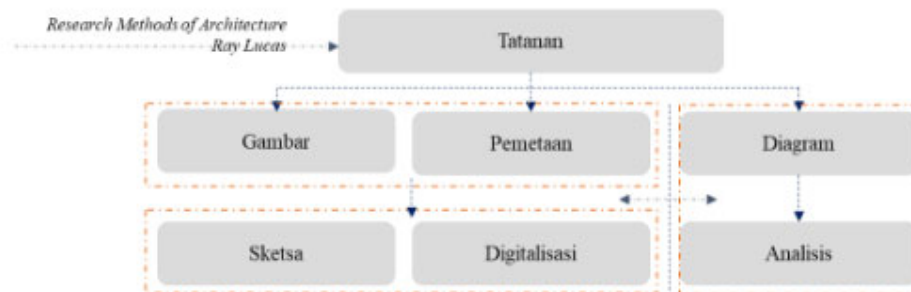 Research Methods of Architecture
Ray Lucas
Tatanan
Gambar
Pemetaan
Diagram
Sketsa
Digitalisasi
Analisis